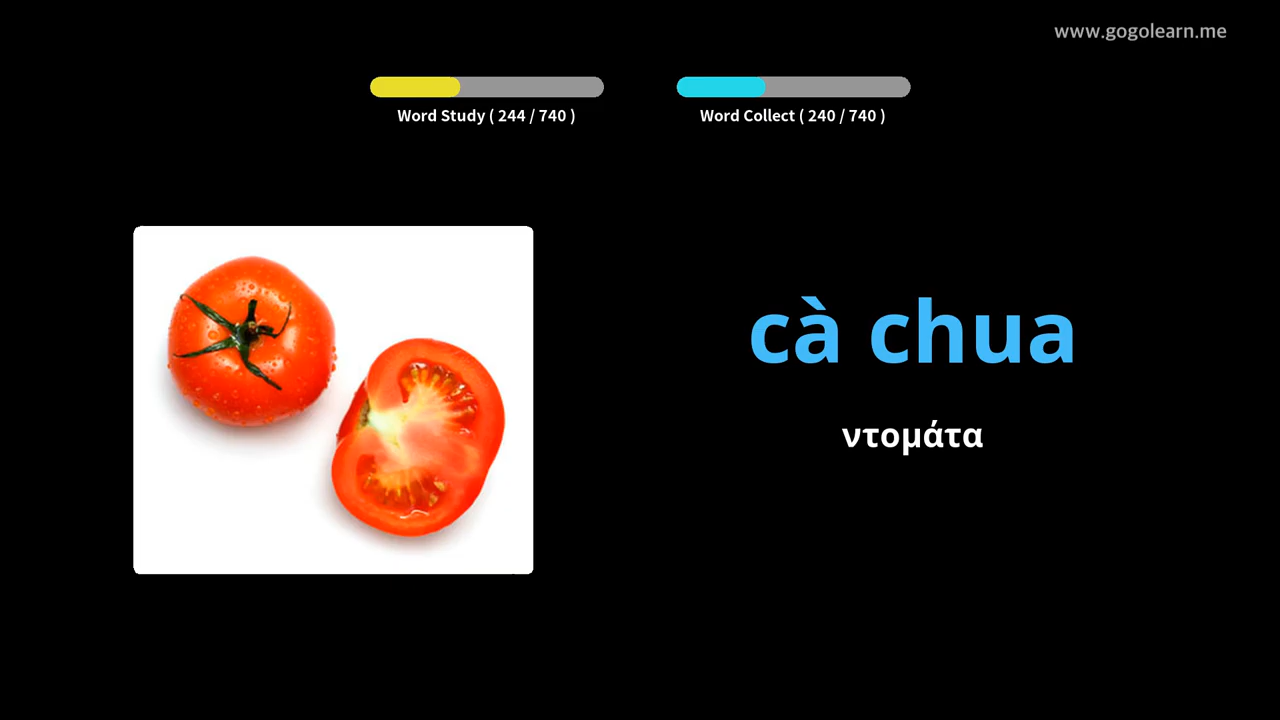 www.gogolearn.me
Word Study ( 244 / 740 )
Word Collect ( 240 / 740 )
cà chua
ντομάτα